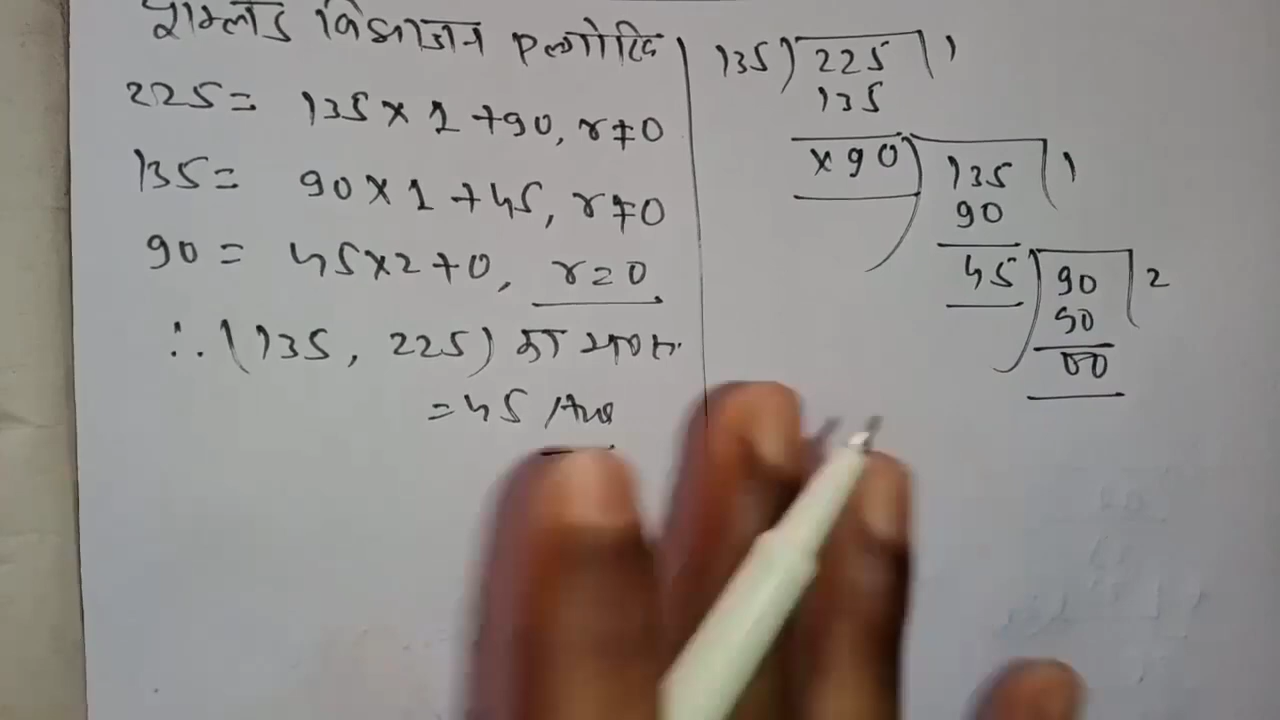 विभाजन
225 = 135 × 1 + 90, r ≠ 0
135 = 90 × 1 + 45, r ≠ 0
90 = 45 × 2 + 0, r = 0
∴ (135, 225) का म०स०
= 45 Ans
135) 225 ( 1
135
× 90) 135 ( 1
90
45) 90 ( 2
90
00